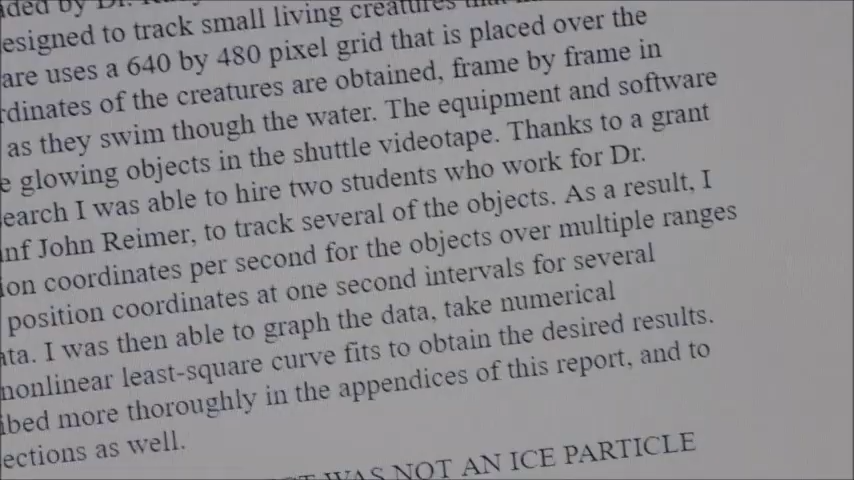 by Dr.
esigned to track small living creatures
are uses a 640 by 480 pixel grid that is placed over the
rdinates of the creatures are obtained, frame by frame in
as they swim though the water. The equipment and software
e glowing objects in the shuttle videotape. Thanks to a grant
earch I was able to hire two students who work for Dr.
nf John Reimer, to track several of the objects. As a result, I
ion coordinates per second for the objects over multiple ranges
position coordinates at one second intervals for several
ata. I was then able to graph the data, take numerical
nonlinear least-square curve fits to obtain the desired results.
ibed more thoroughly in the appendices of this report, and to
ections as well.
WAS NOT AN ICE PARTICLE